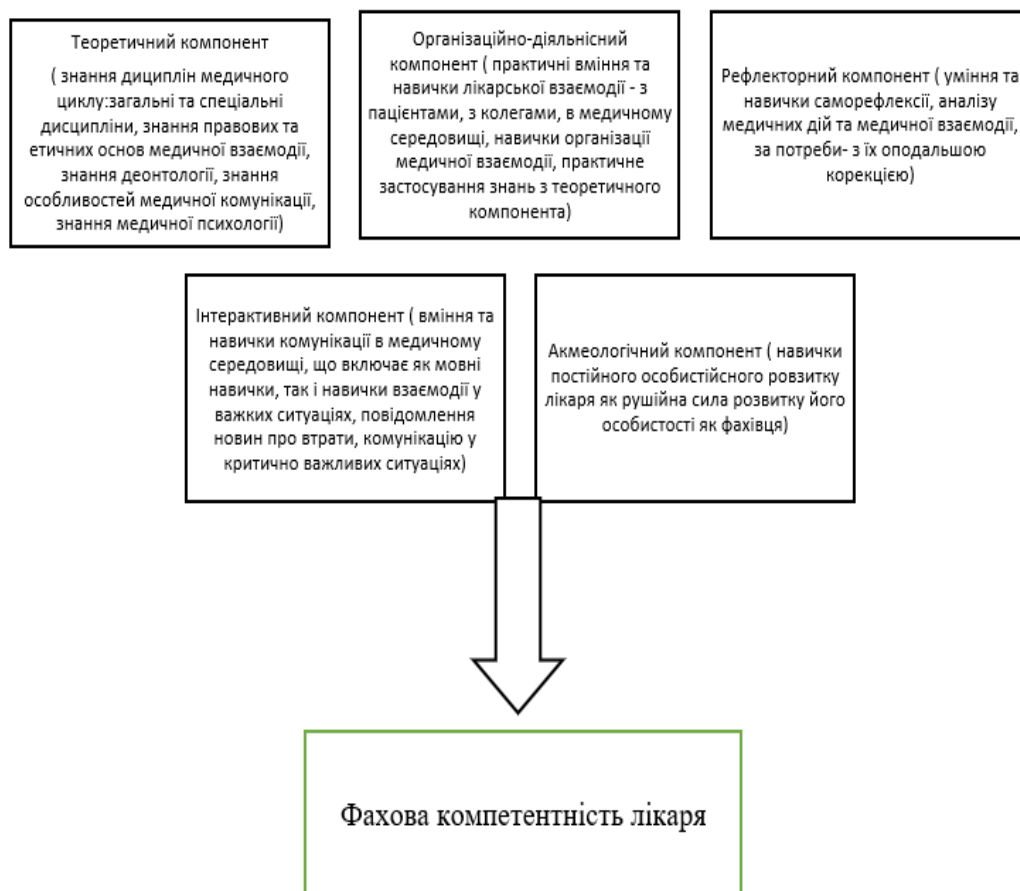 Теоретичний компонент
( знання дициплін медичного
циклу:загальні та спеціальні
дисципліни, знання правових та
етичних основ медичної взаємодії,
знання деонтології, знання
особливостей медичної комунікації,
знання медичної психології)
Організаційно-діяльнісний
компонент ( практичні вміння та
навички лікарської взаємодії - з
пацієнтами, з колегами, в медичному
середовищі, навички організації
медичної взаємодії, практичне
застосування знань з теоретичного
компонента)
Рефлекторний компонент ( уміння та
навички саморефлексії, аналізу
медичних дій та медичної взаємодії,
за потреби- з їх оподальшою
корекцією)
Інтерактивний компонент ( вміння та
навички комунікації в медичному
середовищі, що включає як мовні
навички, так і навички взаємодії у
важких ситуаціях, повідомлення
новин про втрати, комунікацію у
критично важливих ситуаціях)
Акмеологічний компонент ( навички
постійного особистійсного ровзитку
лікаря як рушійна сила розвитку його
особистості як фахівця)
Фахова компетентність лікаря